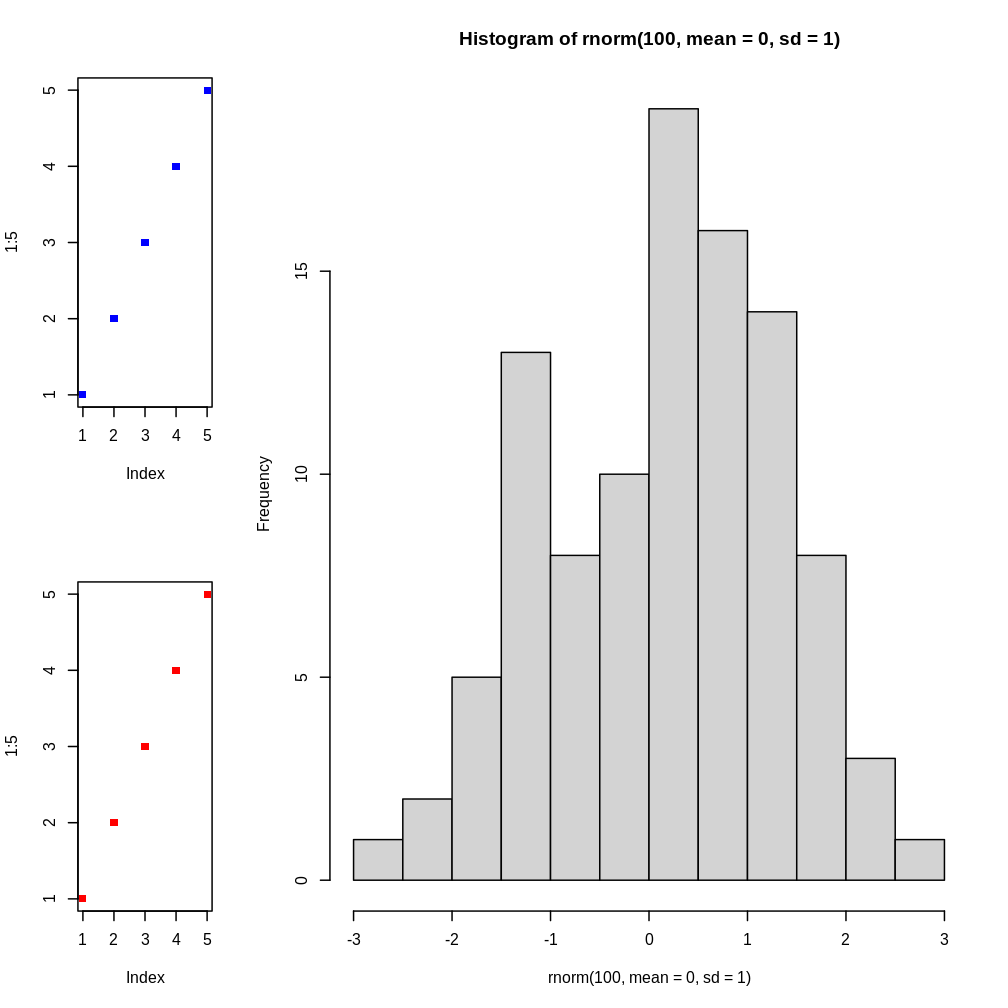 Histogram of rnorm(100, mean = 0, sd = 1)
5
4
3
2
1
1:5
1 2 3 4 5
Index
5
4
3
2
1
1:5
1 2 3 4 5
Index
15
10
5
0
Frequency
-3 -2 -1 0 1 2 3
rnorm(100, mean = 0, sd = 1)